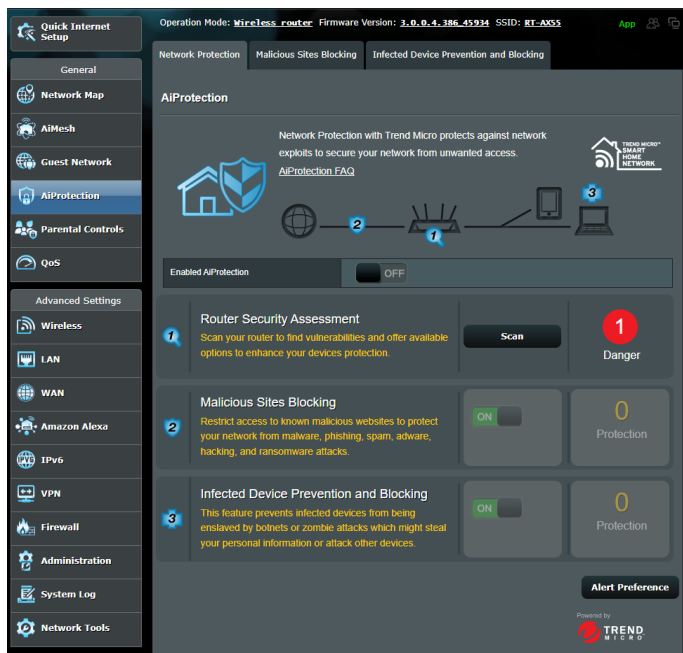 Quick Internet
Setup
Operation Mode: Wireless router Firmware Version: 3.0.0.4.386_45934 SSID: RT-AX55
App
General
Network Map
AiMesh
Guest Network
AiProtection
Parental Controls
QoS
Advanced Settings
Wireless
LAN
WAN
Amazon Alexa
IPv6
VPN
Firewall
Administration
System Log
Network Tools
Network Protection
Malicious Sites Blocking
Infected Device Prevention and Blocking
AiProtection
Network Protection with Trend Micro protects against network
exploits to secure your network from unwanted access.
AiProtection FAQ
TREND MICRO™
SMART
HOME
NETWORK
3
2
1
Enabled AiProtection
OFF
1
Router Security Assessment
Scan your router to find vulnerabilities and offer available
options to enhance your devices protection.
Scan
1
Danger
2
Malicious Sites Blocking
Restrict access to known malicious websites to protect
your network from malware, phishing, spam, adware,
hacking, and ransomware attacks.
ON
0
Protection
3
Infected Device Prevention and Blocking
This feature prevents infected devices from being
enslaved by botnets or zombie attacks which might steal
your personal information or attack other devices.
ON
0
Protection
Alert Preference
Powered by
TREND
MICRO